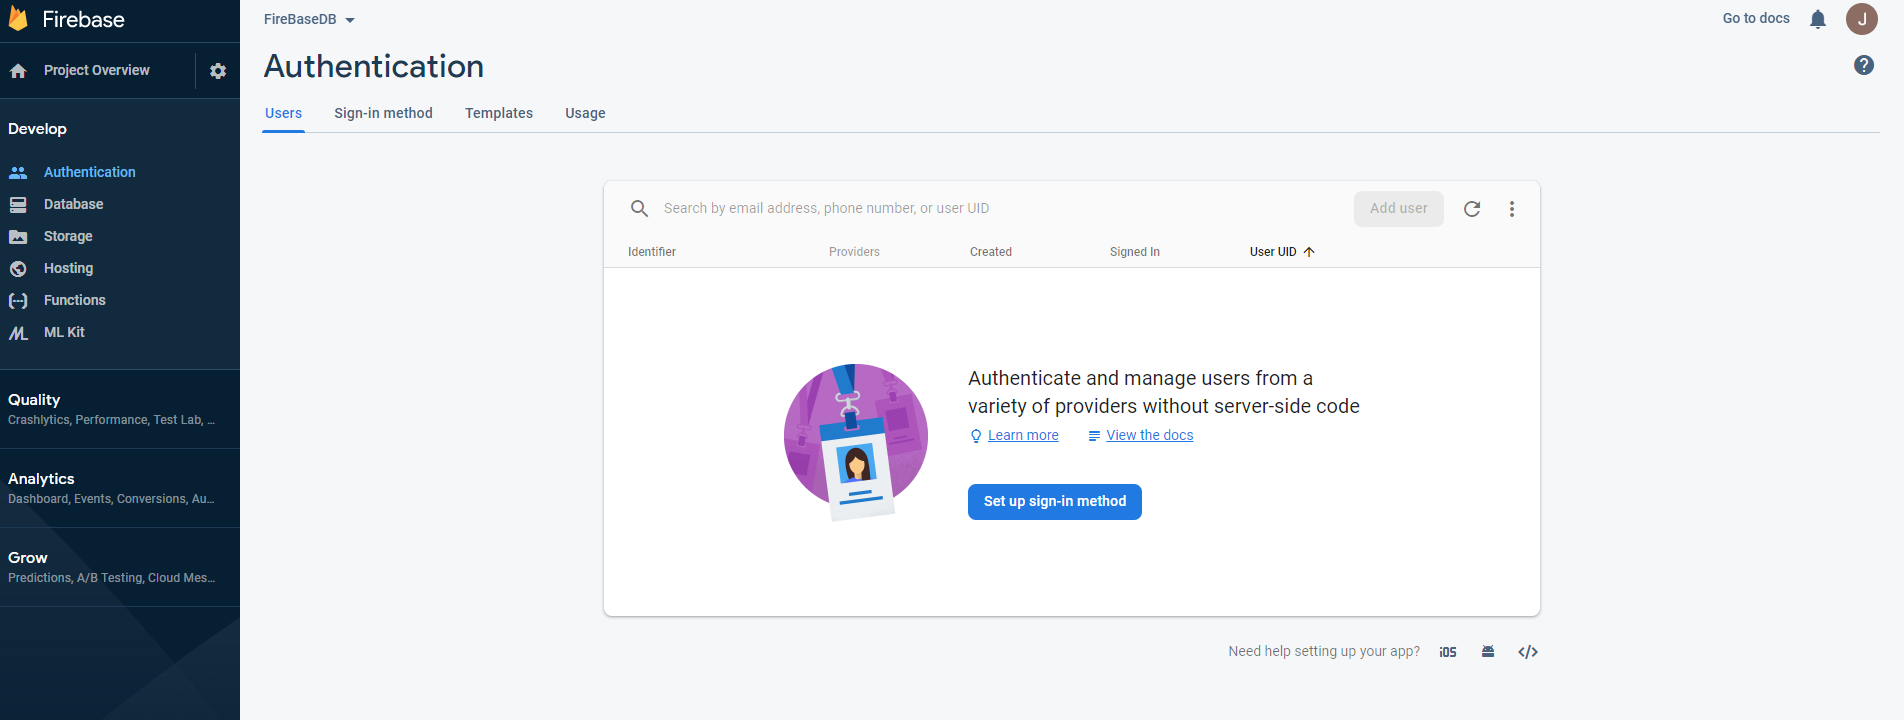 Firebase
Project Overview
Develop
Authentication
Database
Storage
Hosting
Functions
ML Kit
Quality
Crashlytics, Performance, Test Lab, ...
Analytics
Dashboard, Events, Conversions, Au...
Grow
Predictions, A/B Testing, Cloud Mes...
FireBaseDB
Go to docs
J
Authentication
?
Users Sign-in method Templates Usage
Search by email address, phone number, or user UID Add user
Identifier Providers Created Signed In User UID
Authenticate and manage users from a
variety of providers without server-side code
Learn more View the docs
Set up sign-in method
Need help setting up your app? iOS </>